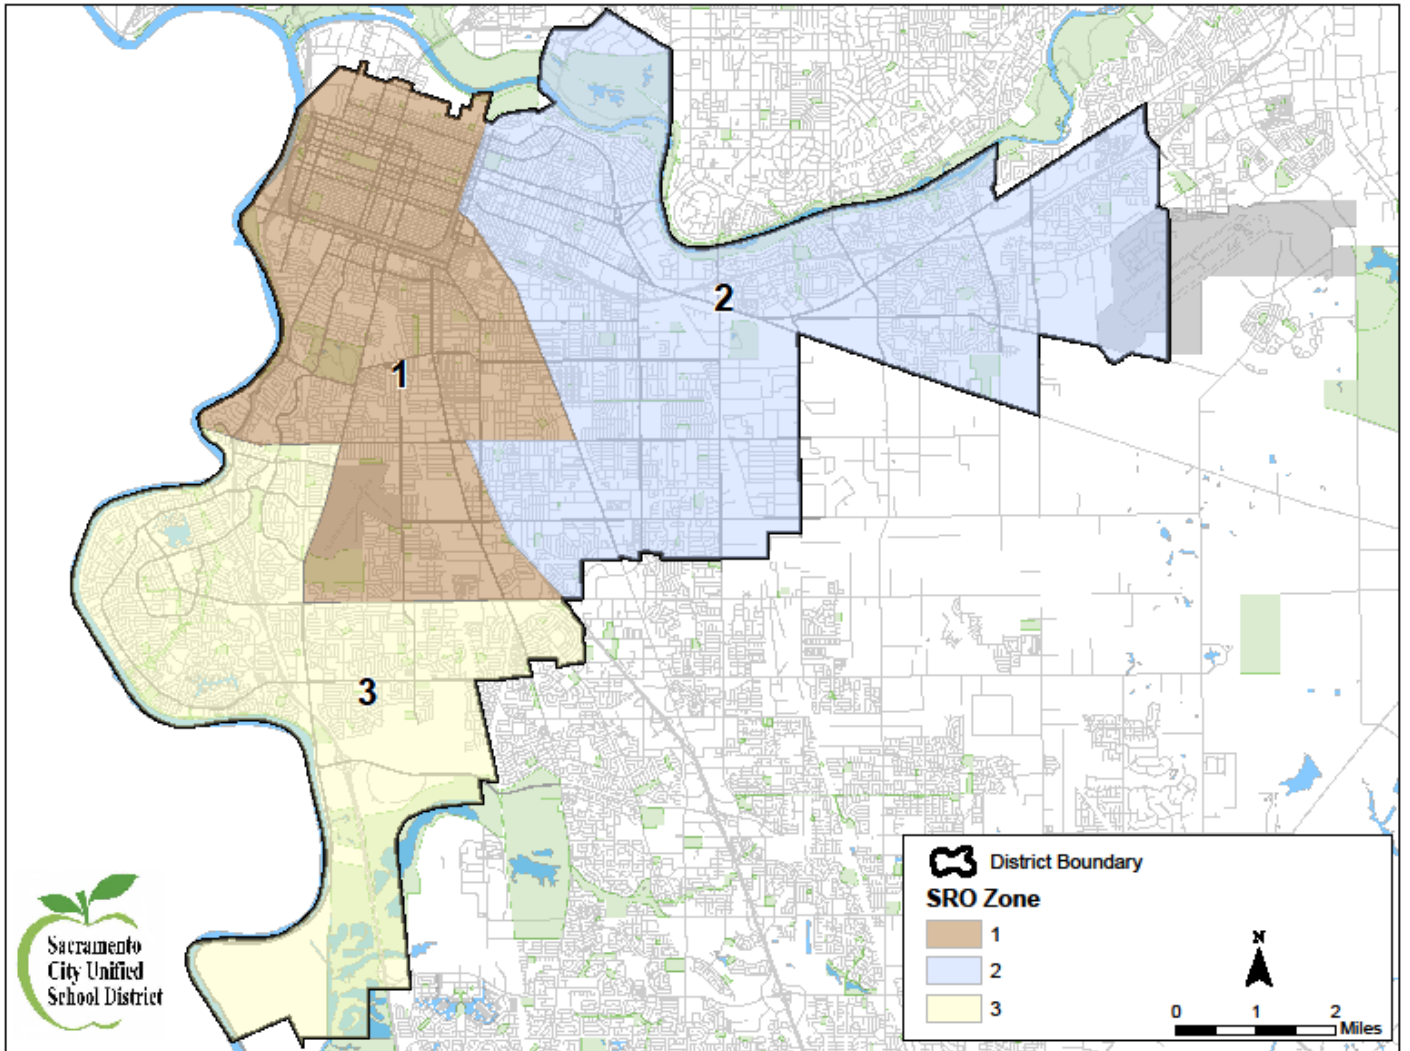 2
1
3
Sacramento
City Unified
School District
District Boundary
SRO Zone
1
2
3
N
0 1 2
Miles